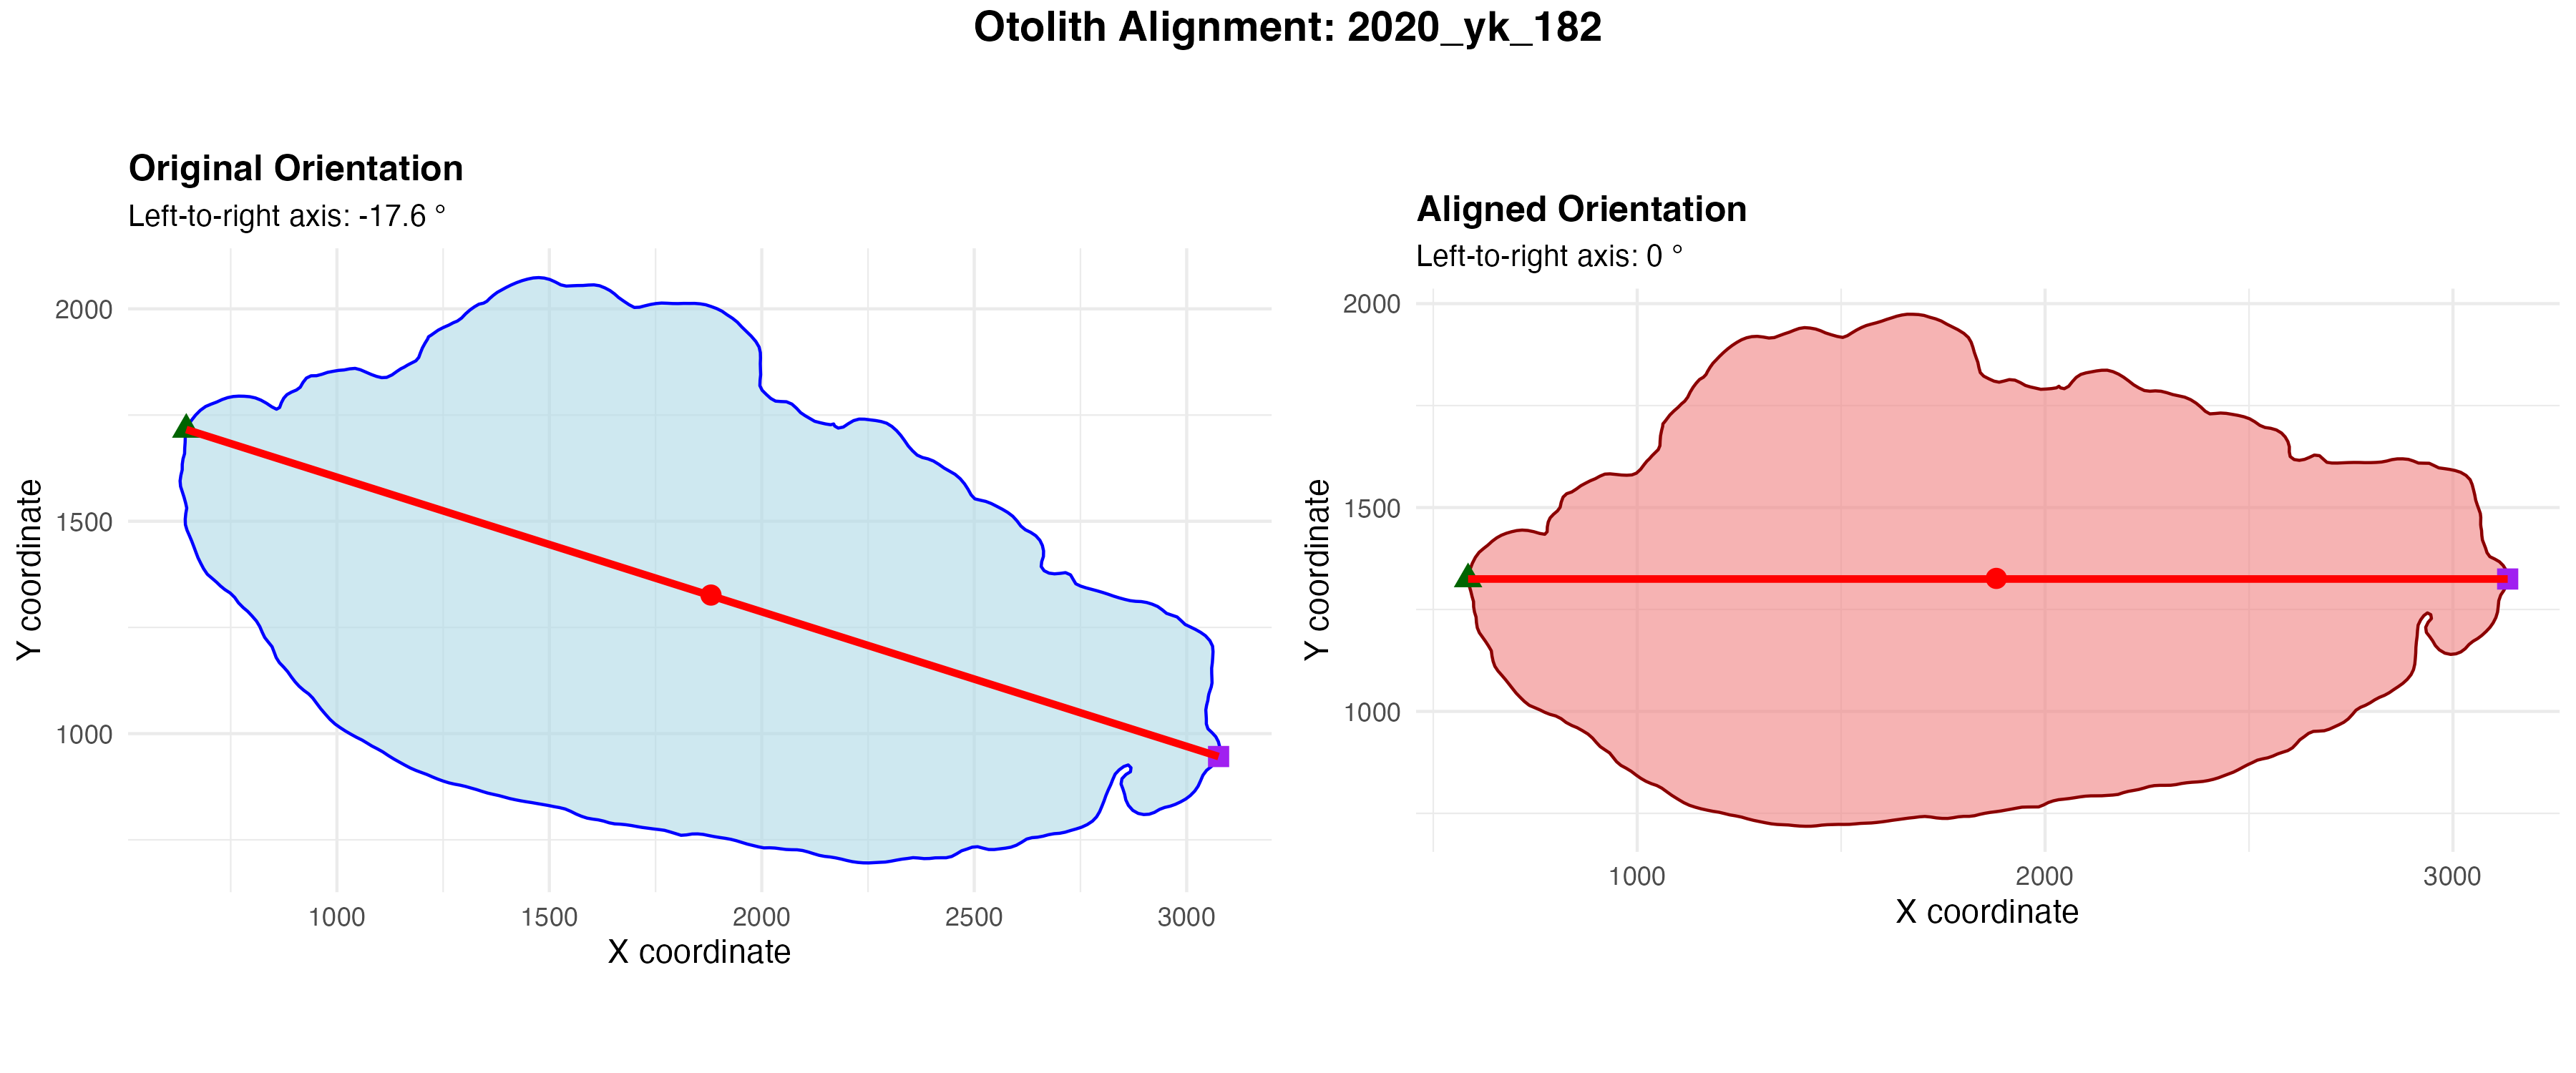 Otolith Alignment: 2020_yk_182
Original Orientation
Left-to-right axis: -17.6 °
2000
1500
1000
Y coordinate
1000 1500 2000 2500 3000
X coordinate
Aligned Orientation
Left-to-right axis: 0 °
2000
1500
1000
Y coordinate
1000 2000 3000
X coordinate